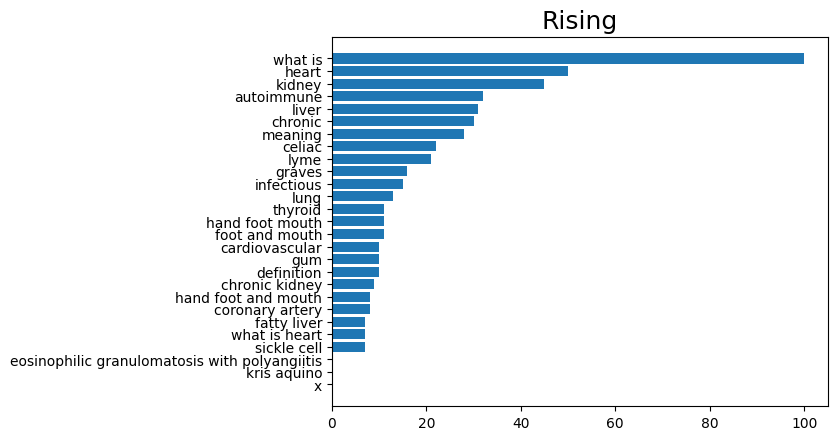 Rising
what is
heart
kidney
autoimmune
liver
chronic
meaning
celiac
lyme
graves
infectious
lung
thyroid
hand foot mouth
foot and mouth
cardiovascular
gum
definition
chronic kidney
hand foot and mouth
coronary artery
fatty liver
what is heart
sickle cell
eosinophilic granulomatosis with polyangiitis
kris aquino
x
0 20 40 60 80 100